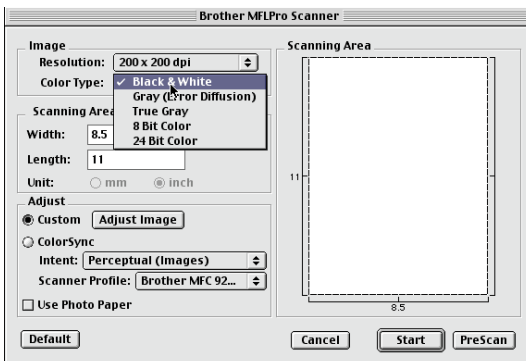 Brother MFLPro Scanner
Image
Resolution: 200 x 200 dpi
Color Type: ✓ Black & White
Gray (Error Diffusion)
True Gray
8 Bit Color
24 Bit Color
Scanning Area
Width: 8.5
Length: 11
Unit: mm inch
Adjust
Custom Adjust Image
ColorSync
Intent: Perceptual (Images)
Scanner Profile: Brother MFC 92...
Use Photo Paper
Scanning Area
11
8.5
Default Cancel Start PreScan